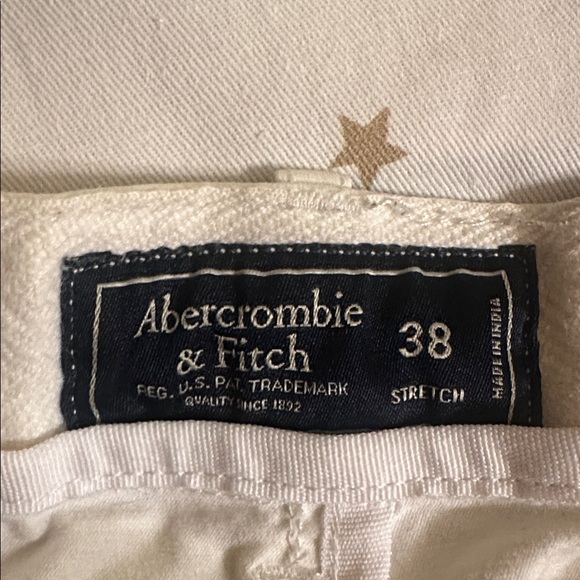 Abercrombie
& Fitch
REG. U.S. PAT. TRADEMARK
QUALITY SINCE 1892
38
STRETCH
MADE IN INDIA